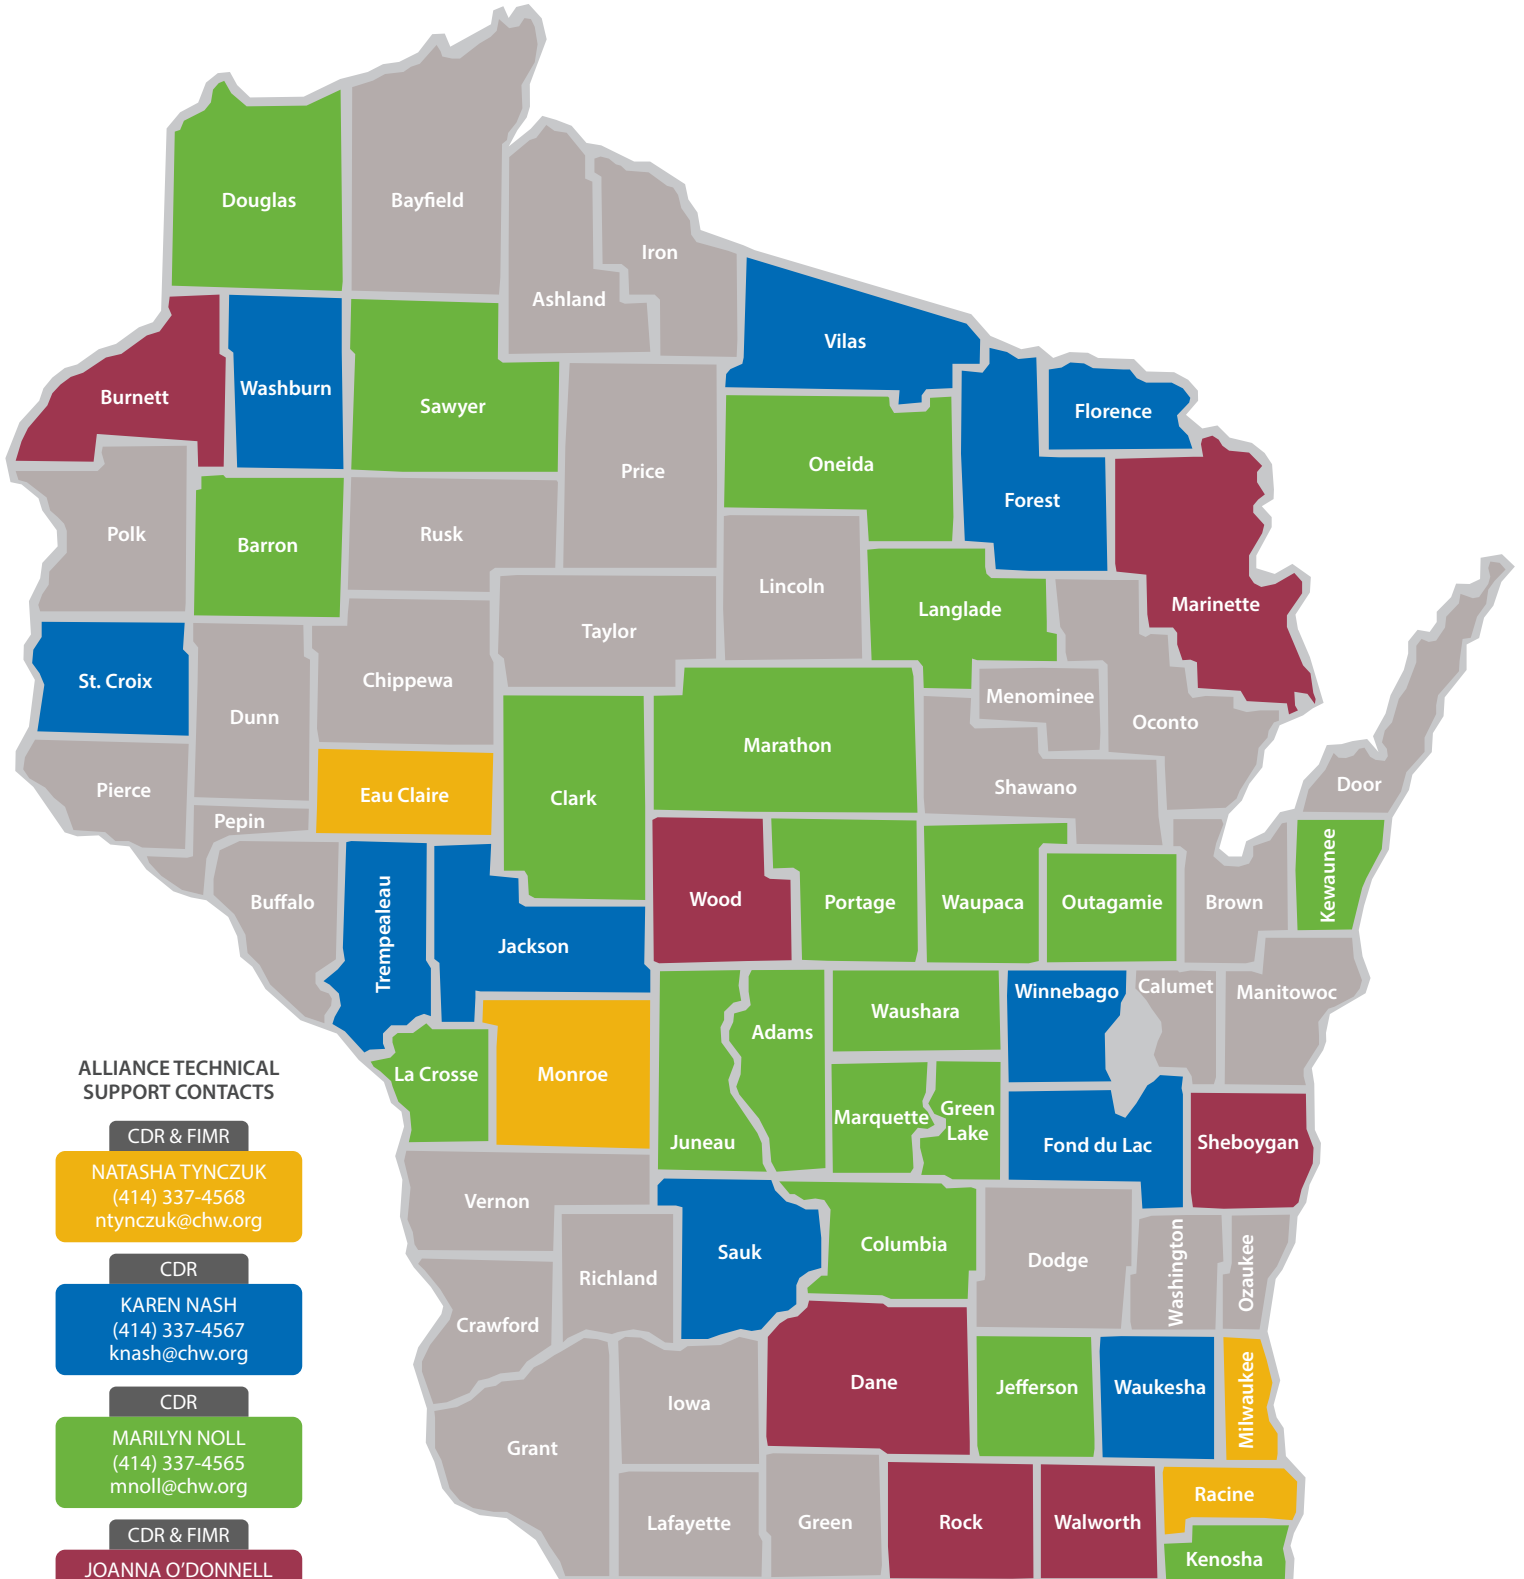 Douglas
Bayfield
Iron
Ashland
Vilas
Burnett
Washburn
Sawyer
Florence
Price
Oneida
Forest
Polk
Barron
Rusk
Lincoln
Langlade
Marinette
Taylor
St. Croix
Chippewa
Menominee
Dunn
Oconto
Marathon
Pierce
Eau Claire
Clark
Shawano
Door
Pepin
Buffalo
Trempealeau
Jackson
Wood
Portage
Waupaca
Outagamie
Brown
Kewaunee
Winnebago
Calumet
Manitowoc
Waushara
Adams
La Crosse
Monroe
Juneau
Marquette
Green
Lake
Fond du Lac
Sheboygan
Vernon
Sauk
Columbia
Dodge
Washington
Ozaukee
Richland
Crawford
Dane
Jefferson
Waukesha
Milwaukee
Iowa
Grant
Lafayette
Green
Rock
Walworth
Racine
Kenosha
ALLIANCE TECHNICAL
SUPPORT CONTACTS
CDR & FIMR
NATASHA TYNCZUK
(414) 337-4568
ntynczuk@chw.org
CDR
KAREN NASH
(414) 337-4567
knash@chw.org
CDR
MARILYN NOLL
(414) 337-4565
mnoll@chw.org
CDR & FIMR
JOANNA O'DONNELL